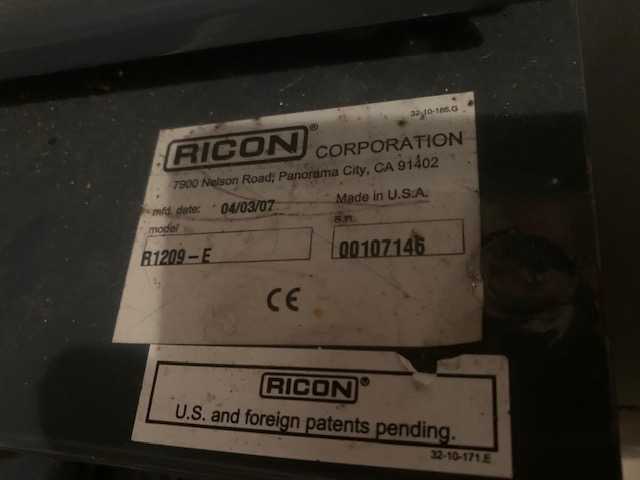 32-10-165.G
RICON® CORPORATION
7900 Nelson Road, Panorama City, CA 91402
mfd. date: 04/03/07 Made in U.S.A.
model s.n.
R1209-E 00107146
CE
RICON®
U.S. and foreign patents pending.
32-10-171.E